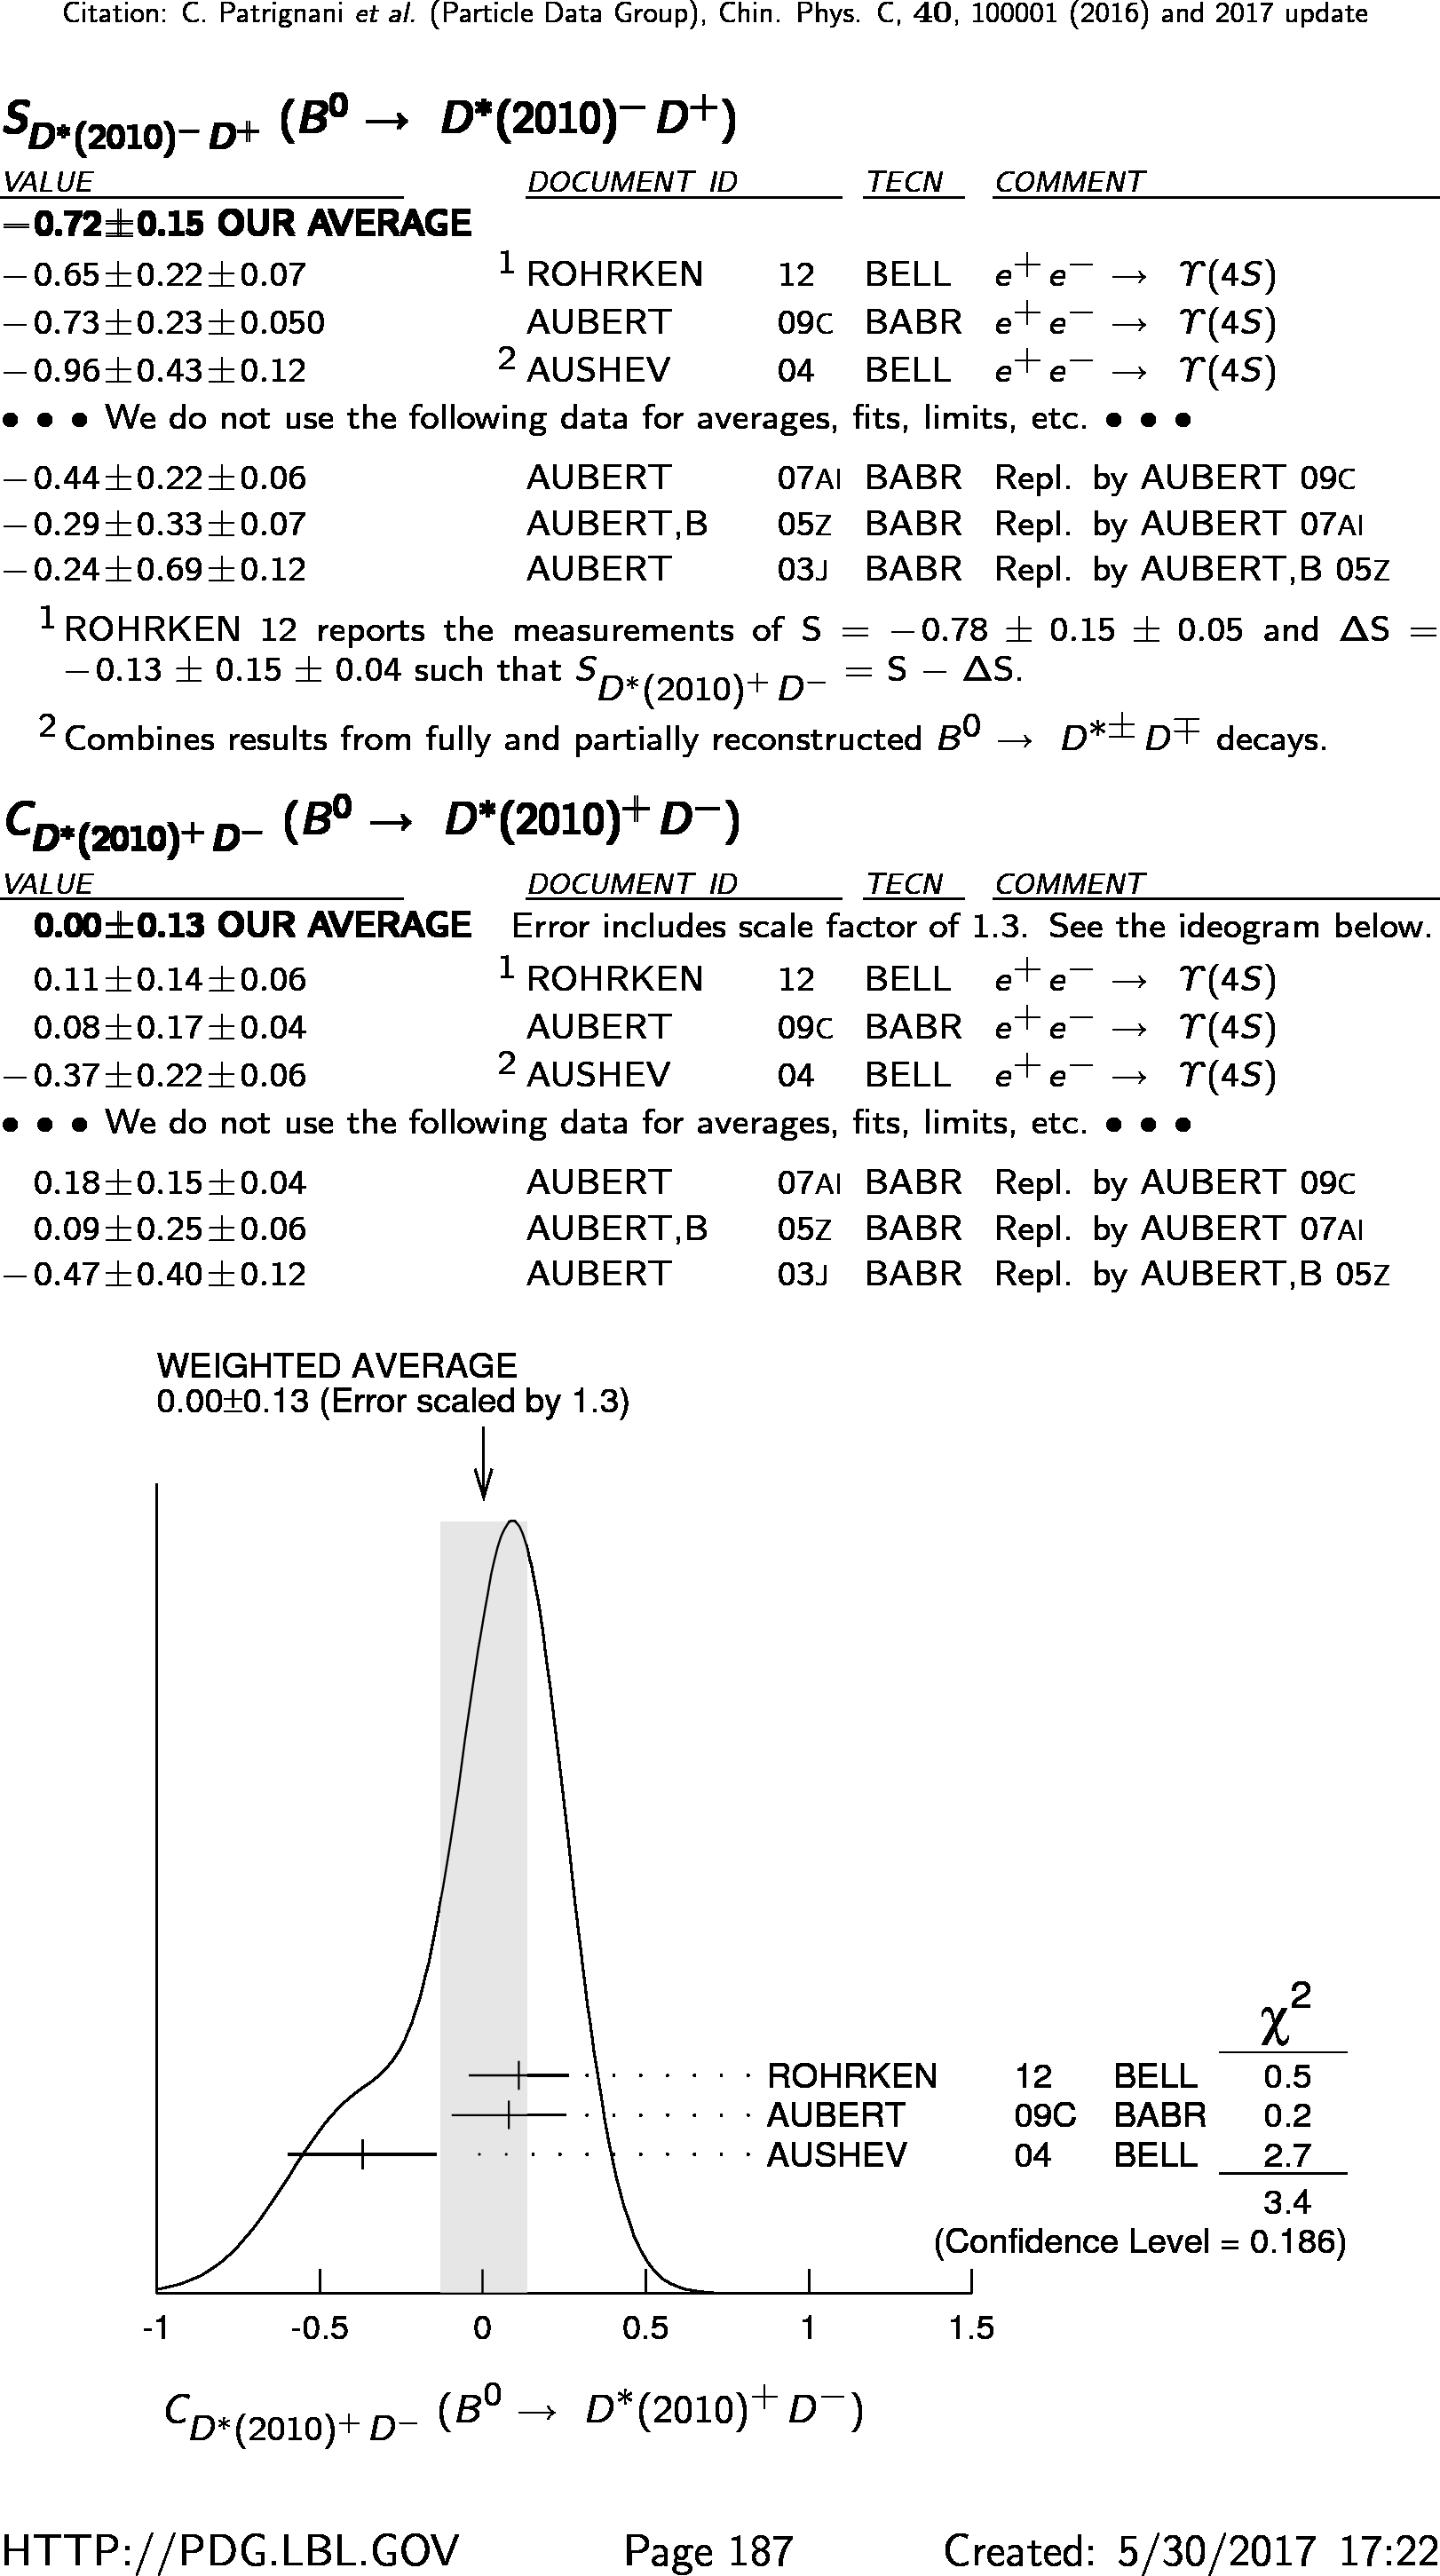 Citation: C. Patrignani et al. (Particle Data Group), Chin. Phys. C, 40, 100001 (2016) and 2017 update
S_{D*(2010)− D+} (B⁰ → D*(2010)− D+)
VALUE DOCUMENT ID TECN COMMENT
−0.72±0.15 OUR AVERAGE
−0.65±0.22±0.07 ¹ ROHRKEN 12 BELL e+ e− → ϒ(4S)
−0.73±0.23±0.050 AUBERT 09C BABR e+ e− → ϒ(4S)
−0.96±0.43±0.12 ² AUSHEV 04 BELL e+ e− → ϒ(4S)
• • • We do not use the following data for averages, fits, limits, etc. • • •
−0.44±0.22±0.06 AUBERT 07AI BABR Repl. by AUBERT 09C
−0.29±0.33±0.07 AUBERT,B 05Z BABR Repl. by AUBERT 07AI
−0.24±0.69±0.12 AUBERT 03J BABR Repl. by AUBERT,B 05Z
¹ ROHRKEN 12 reports the measurements of S = −0.78 ± 0.15 ± 0.05 and ΔS =
−0.13 ± 0.15 ± 0.04 such that S_{D*(2010)+ D−} = S − ΔS.
² Combines results from fully and partially reconstructed B⁰ → D*± D∓ decays.
C_{D*(2010)+ D−} (B⁰ → D*(2010)+ D−)
VALUE DOCUMENT ID TECN COMMENT
0.00±0.13 OUR AVERAGE Error includes scale factor of 1.3. See the ideogram below.
0.11±0.14±0.06 ¹ ROHRKEN 12 BELL e+ e− → ϒ(4S)
0.08±0.17±0.04 AUBERT 09C BABR e+ e− → ϒ(4S)
−0.37±0.22±0.06 ² AUSHEV 04 BELL e+ e− → ϒ(4S)
• • • We do not use the following data for averages, fits, limits, etc. • • •
0.18±0.15±0.04 AUBERT 07AI BABR Repl. by AUBERT 09C
0.09±0.25±0.06 AUBERT,B 05Z BABR Repl. by AUBERT 07AI
−0.47±0.40±0.12 AUBERT 03J BABR Repl. by AUBERT,B 05Z
WEIGHTED AVERAGE
0.00±0.13 (Error scaled by 1.3)
χ²
ROHRKEN 12 BELL 0.5
AUBERT 09C BABR 0.2
AUSHEV 04 BELL 2.7
3.4
(Confidence Level = 0.186)
-1 -0.5 0 0.5 1 1.5
C_{D*(2010)+ D−} (B⁰ → D*(2010)+ D−)
HTTP://PDG.LBL.GOV Page 187 Created: 5/30/2017 17:22